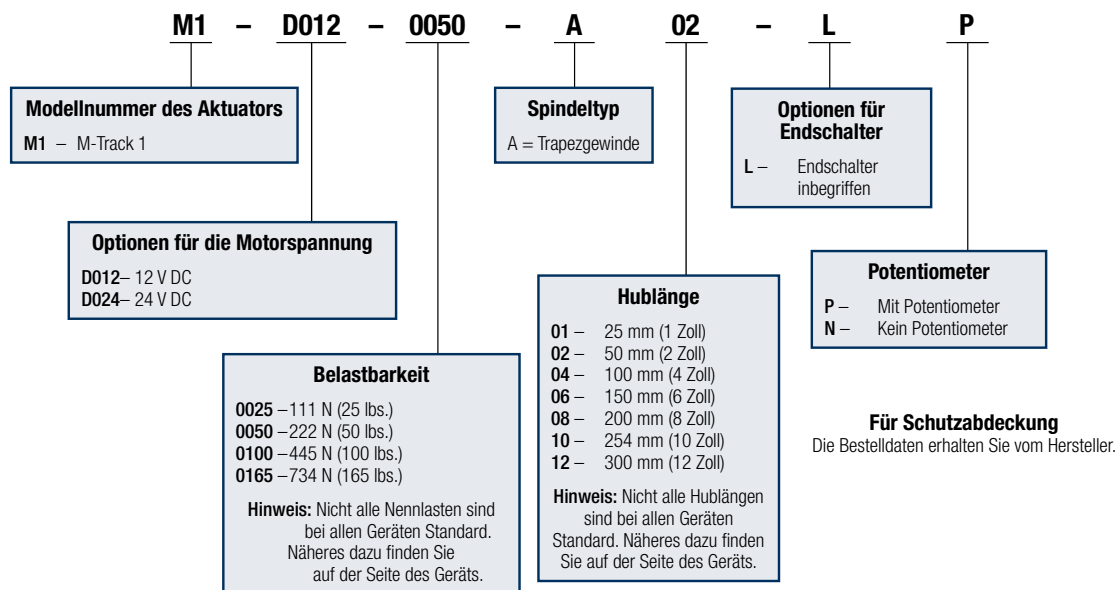 M1 – D012 – 0050 – A 02 – L P
Modellnummer des Aktuators
M1 – M-Track 1
Optionen für die Motorspannung
D012– 12 V DC
D024– 24 V DC
Belastbarkeit
0025 –111 N (25 lbs.)
0050 –222 N (50 lbs.)
0100 –445 N (100 lbs.)
0165 –734 N (165 lbs.)
Hinweis: Nicht alle Nennlasten sind
bei allen Geräten Standard.
Näheres dazu finden Sie
auf der Seite des Geräts.
Spindeltyp
A = Trapezgewinde
Hublänge
01 – 25 mm (1 Zoll)
02 – 50 mm (2 Zoll)
04 – 100 mm (4 Zoll)
06 – 150 mm (6 Zoll)
08 – 200 mm (8 Zoll)
10 – 254 mm (10 Zoll)
12 – 300 mm (12 Zoll)
Hinweis: Nicht alle Hublängen
sind bei allen Geräten
Standard. Näheres dazu finden
Sie auf der Seite des Geräts.
Optionen für
Endschalter
L – Endschalter
inbegriffen
Potentiometer
P – Mit Potentiometer
N – Kein Potentiometer
Für Schutzabdeckung
Die Bestelldaten erhalten Sie vom Hersteller.